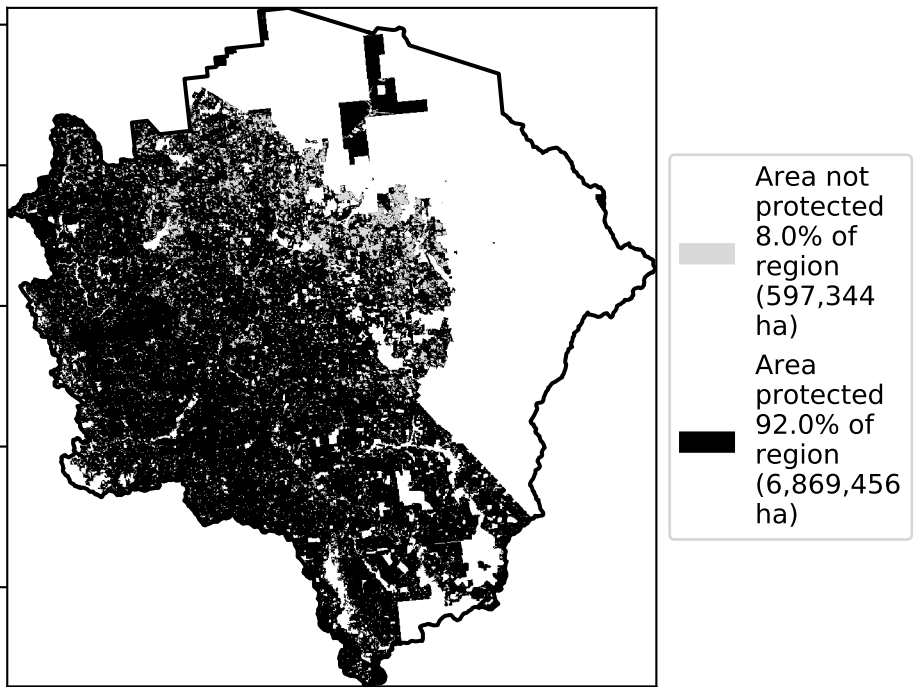 Area not
protected
8.0% of
region
(597,344
ha)
Area
protected
92.0% of
region
(6,869,456
ha)